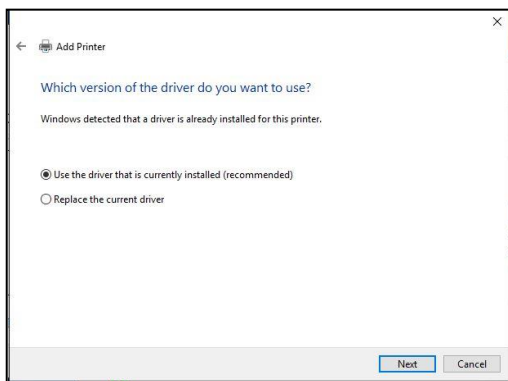 Add Printer
Which version of the driver do you want to use?
Windows detected that a driver is already installed for this printer.
Use the driver that is currently installed (recommended)
Replace the current driver
Next Cancel